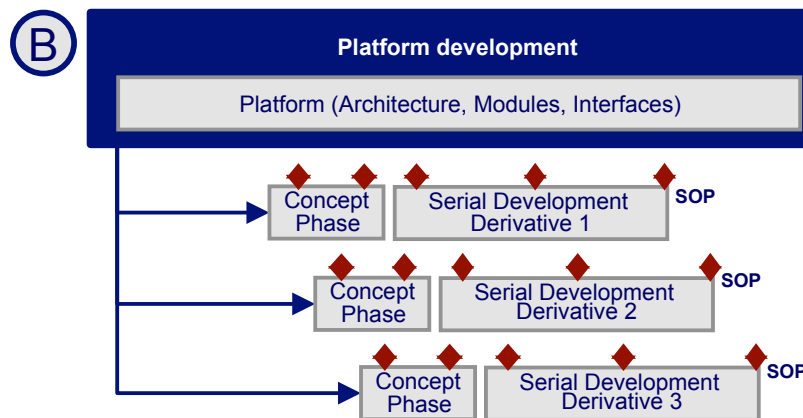 B
Platform development
Platform (Architecture, Modules, Interfaces)
Concept
Phase
Serial Development
Derivative 1
SOP
Concept
Phase
Serial Development
Derivative 2
SOP
Concept
Phase
Serial Development
Derivative 3
SOP